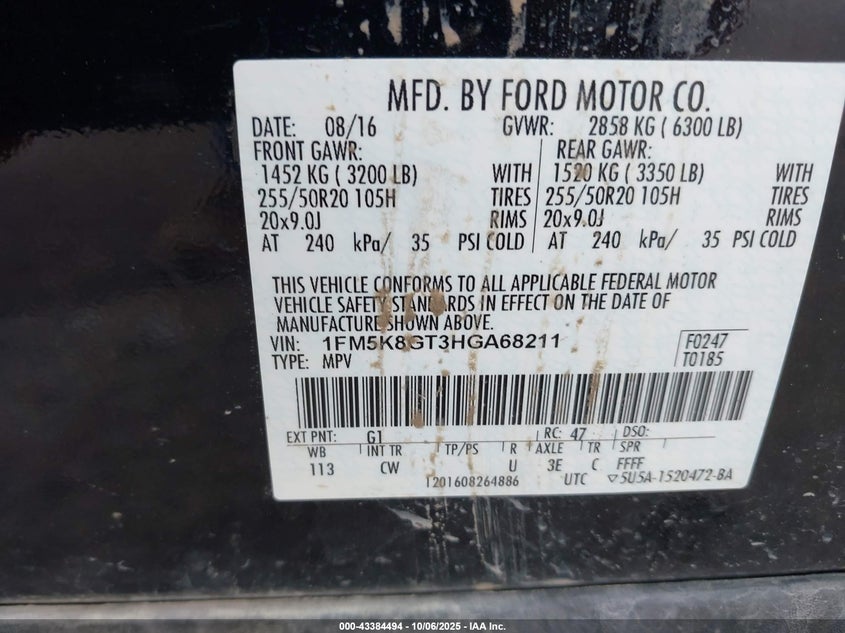 MFD. BY FORD MOTOR CO.
DATE: 08/16 GVWR: 2858 KG ( 6300 LB)
FRONT GAWR: REAR GAWR:
1452 KG ( 3200 LB) WITH 1520 KG ( 3350 LB) WITH
255/50R20 105H TIRES 255/50R20 105H TIRES
20x9.0J RIMS 20x9.0J RIMS
AT 240 kPa/ 35 PSI COLD AT 240 kPa/ 35 PSI COLD
THIS VEHICLE CONFORMS TO ALL APPLICABLE FEDERAL MOTOR
VEHICLE SAFETY STANDARDS IN EFFECT ON THE DATE OF
MANUFACTURE SHOWN ABOVE.
VIN: 1FM5K8GT3HGA68211 F0247
TYPE: MPV T0185
EXT PNT: G1 RC: 47 DSO:
WB INT TR TP/PS R AXLE TR SPR
113 CW U 3E C FFFF
1201608264886 UTC ▽5U5A-1520472-BA
000-43384494 - 10/06/2025 - IAA Inc.